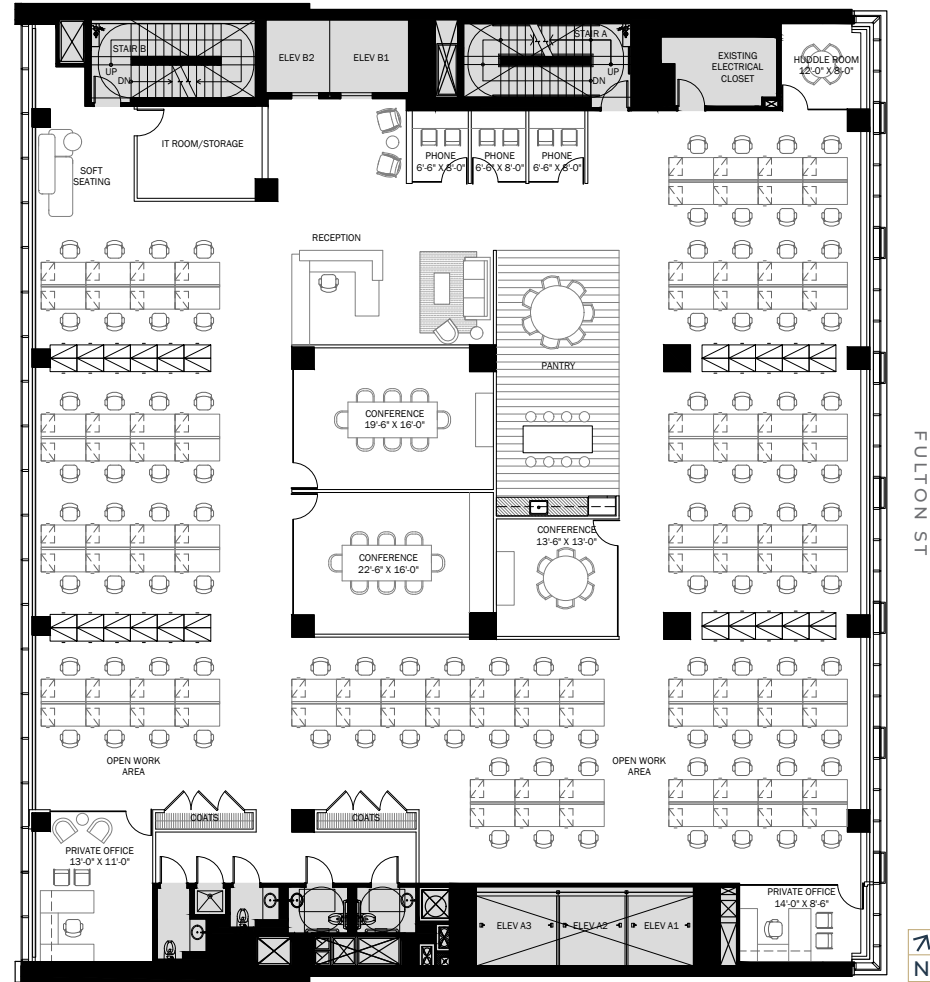 STAIR B
UP
DN
ELEV B2
ELEV B1
STAIR A
UP
DN
EXISTING
ELECTRICAL
CLOSET
HUDDLE ROOM
12'-0" X 8'-0"
IT ROOM/STORAGE
SOFT
SEATING
PHONE
6'-6" X 8'-0"
PHONE
6'-6" X 8'-0"
PHONE
6'-6" X 8'-0"
RECEPTION
PANTRY
CONFERENCE
19'-6" X 16'-0"
CONFERENCE
22'-6" X 16'-0"
CONFERENCE
13'-6" X 13'-0"
FULTON ST
OPEN WORK
AREA
OPEN WORK
AREA
COATS
COATS
PRIVATE OFFICE
13'-0" X 11'-0"
PRIVATE OFFICE
14'-0" X 8'-6"
ELEV A3
ELEV A2
ELEV A1
N